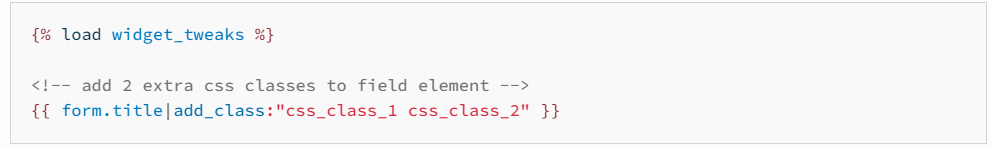 {% load widget_tweaks %}
<!-- add 2 extra css classes to field element -->
{{ form.title|add_class:"css_class_1 css_class_2" }}